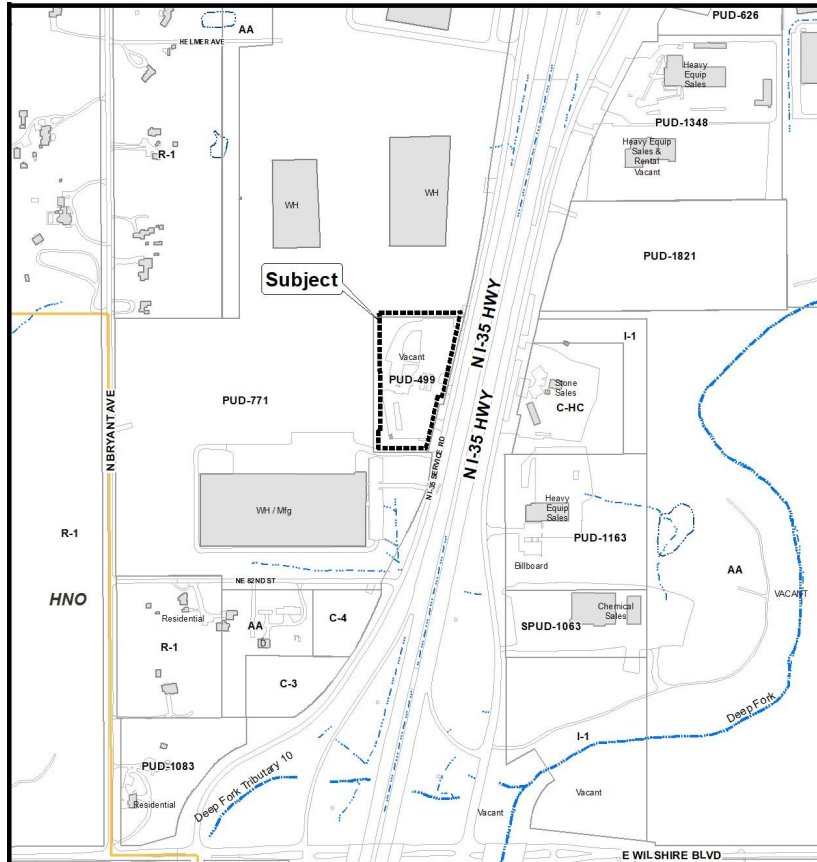 PUD-626
AA
HELMER AVE
Heavy
Equip
Sales
PUD-1348
Heavy Equip
Sales &
Rental
Vacant
R-1
WH
WH
PUD-1821
Subject
N I-35 HWY
I-1
Vacant
PUD-499
Stone
Sales
C-HC
PUD-771
N BRYANT AVE
N I-35 HWY
N I-35 SERVICE RD
WH / Mfg
Heavy
Equip
Sales
PUD-1163
R-1
Billboard
AA
NE 82ND ST
HNO
VACANT
Residential
AA
C-4
Chemical
Sales
SPUD-1063
D
R-1
C-3
Deep Fork
I-1
PUD-1083
Deep Fork Tributary 10
Residential
Vacant
Vacant
E WILSHIRE BLVD